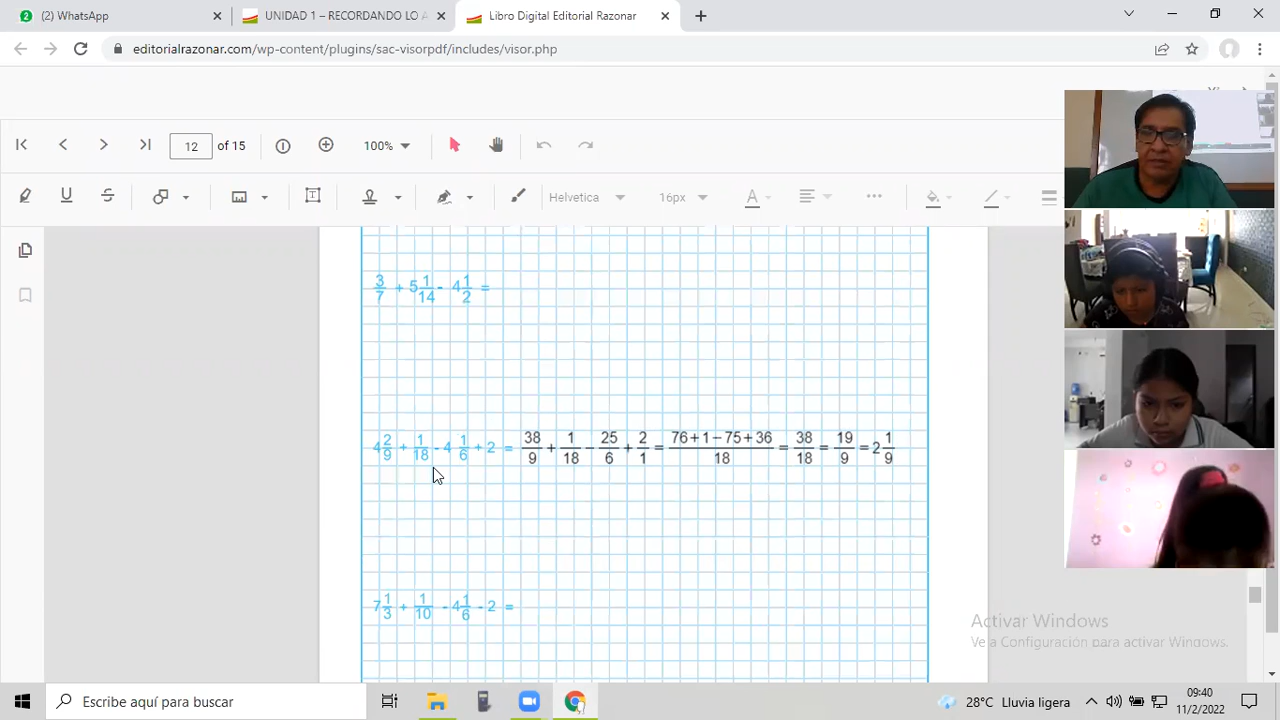 (2) WhatsApp
UNIDAD 1 – RECORDANDO LO A
Libro Digital Editorial Razonar
editorialrazonar.com/wp-content/plugins/sac-visorpdf/includes/visor.php
12 of 15
100%
Helvetica
16px
A
3/7 + 5 1/14 - 4 1/2 =
4 2/9 + 1/18 - 4 1/6 + 2 = 38/9 + 1/18 − 25/6 + 2/1 = 76+1−75+36/18 = 38/18 = 19/9 = 2 1/9
7 1/3 + 1/10 - 4 1/6 - 2 =
Activar Windows
Ve a Configuración para activar Windows.
Escribe aquí para buscar
28°C Lluvia ligera
09:40
11/2/2022